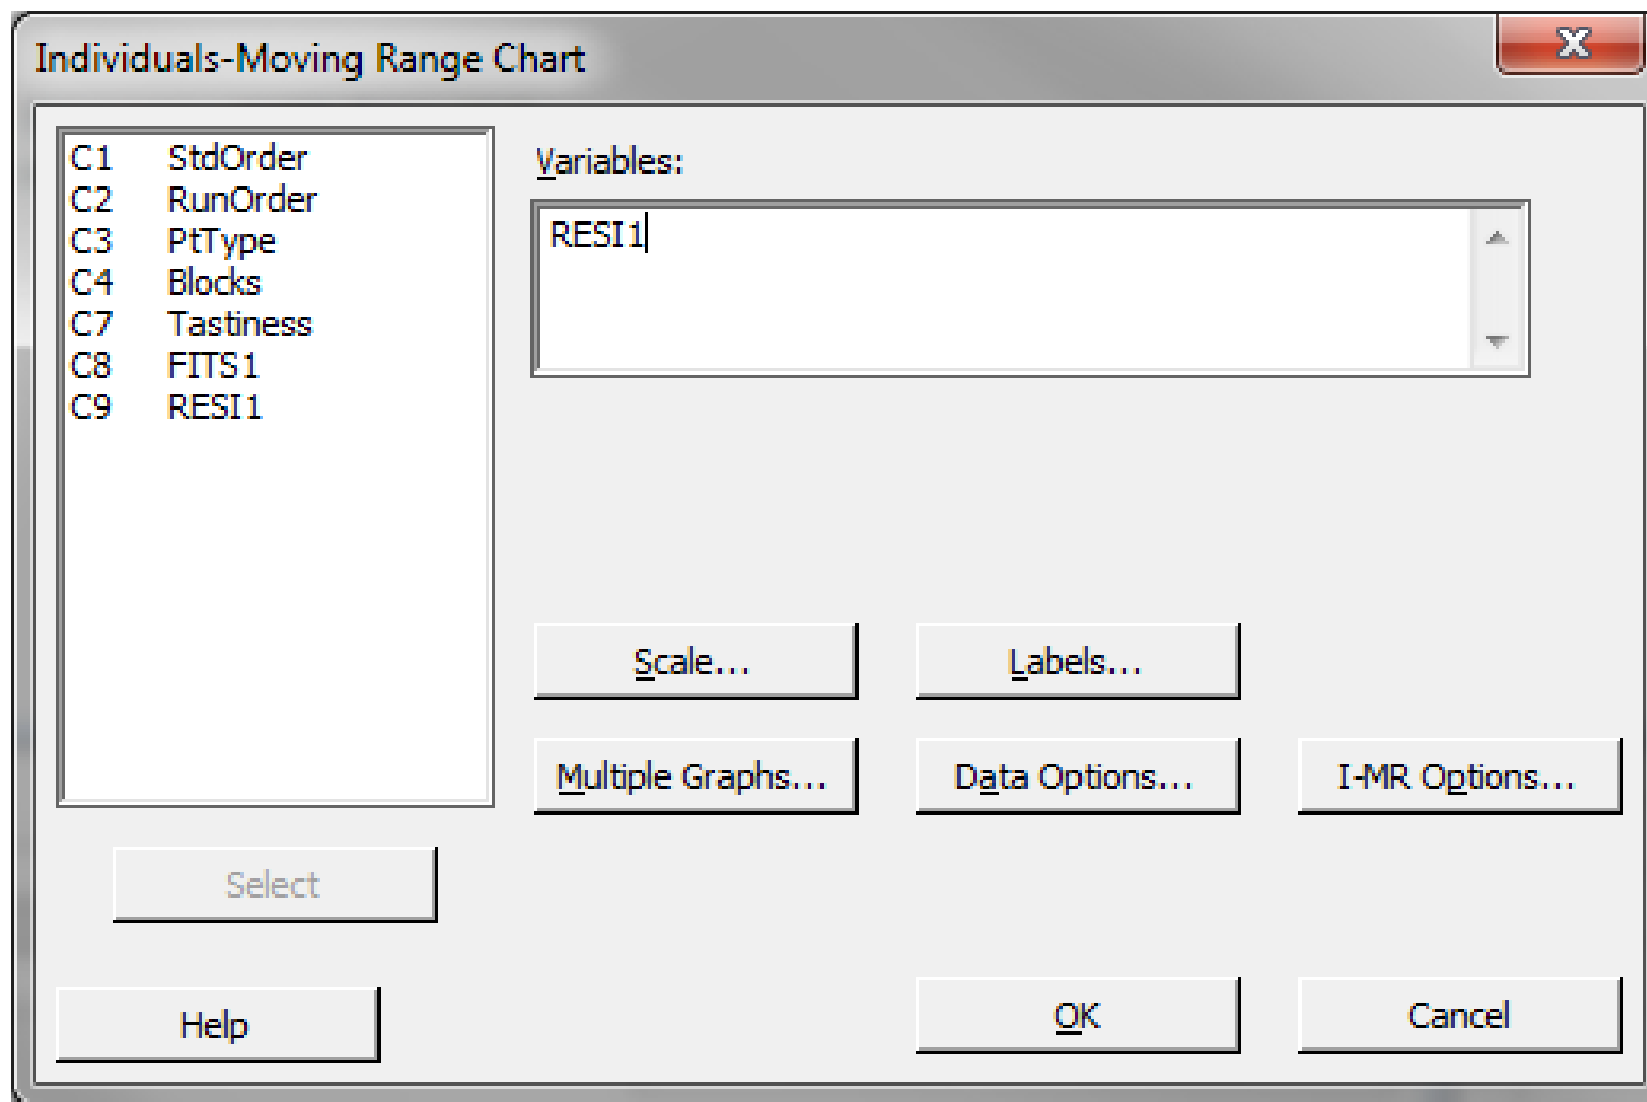 Individuals-Moving Range Chart
C1 StdOrder
C2 RunOrder
C3 PtType
C4 Blocks
C7 Tastiness
C8 FITS1
C9 RESI1
Variables:
RESI1
Scale...
Labels...
Multiple Graphs...
Data Options...
I-MR Options...
Select
Help
OK
Cancel